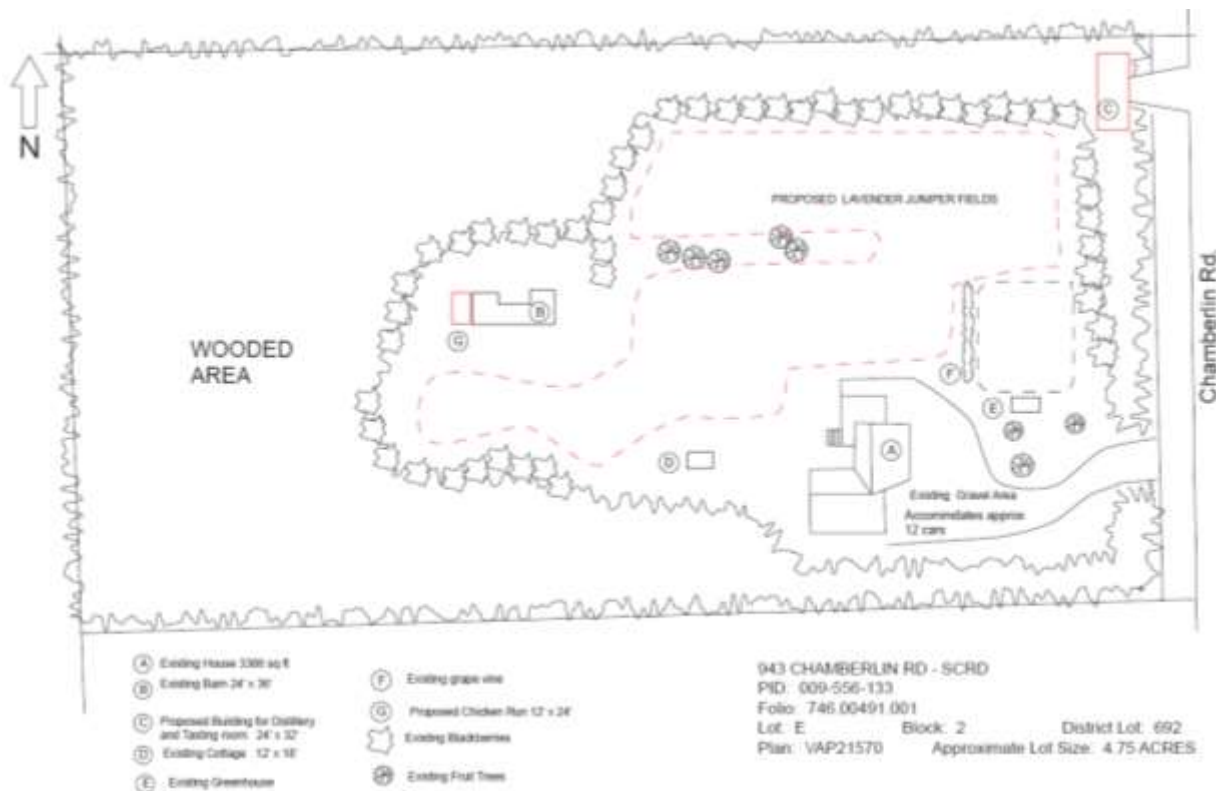 N
C
PROPOSED LAVENDER JUNIPER FIELDS
B
G
WOODED
AREA
Chamberlin Rd.
F
E
D
A
Existing Gravel Area
Accomindates approx
12 cars
A Existing House sq ft
B Existing Barn 24' x 36'
C Proposed Building for Distillery
and Tasting room 24' x 32'
D Existing Cottage 12' x 18'
E Existing Greenhouse
F Existing grape vine
G Proposed Chicken Run 12' x 24'
Existing Blackberries
Existing Fruit Trees
943 CHAMBERLIN RD - SCRD
PID: 009-556-133
Folio: 746.00491.001
Lot: E Block: 2 District Lot: 692
Plan: VAP21570 Approximate Lot Size: 4.75 ACRES